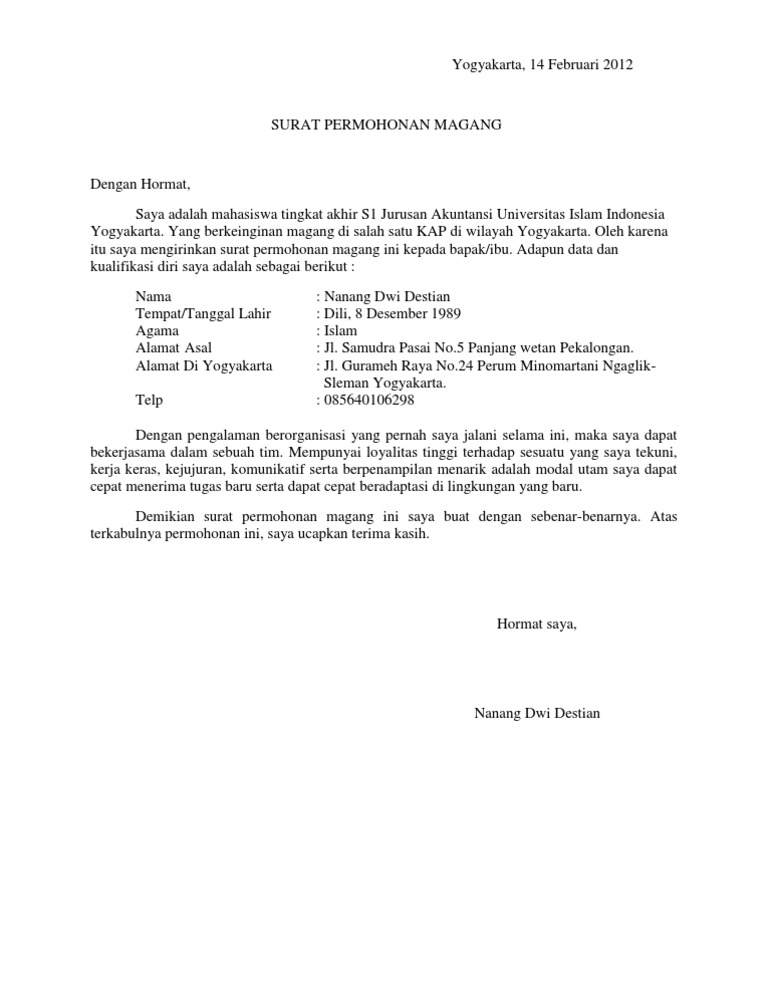 Yogyakarta, 14 Februari 2012
SURAT PERMOHONAN MAGANG
Dengan Hormat,
Saya adalah mahasiswa tingkat akhir S1 Jurusan Akuntansi Universitas Islam Indonesia
Yogyakarta. Yang berkeinginan magang di salah satu KAP di wilayah Yogyakarta. Oleh karena
itu saya mengirinkan surat permohonan magang ini kepada bapak/ibu. Adapun data dan
kualifikasi diri saya adalah sebagai berikut :
Nama : Nanang Dwi Destian
Tempat/Tanggal Lahir : Dili, 8 Desember 1989
Agama : Islam
Alamat Asal : Jl. Samudra Pasai No.5 Panjang wetan Pekalongan.
Alamat Di Yogyakarta : Jl. Gurameh Raya No.24 Perum Minomartani Ngaglik-
Sleman Yogyakarta.
Telp : 085640106298
Dengan pengalaman berorganisasi yang pernah saya jalani selama ini, maka saya dapat
bekerjasama dalam sebuah tim. Mempunyai loyalitas tinggi terhadap sesuatu yang saya tekuni,
kerja keras, kejujuran, komunikatif serta berpenampilan menarik adalah modal utam saya dapat
cepat menerima tugas baru serta dapat cepat beradaptasi di lingkungan yang baru.
Demikian surat permohonan magang ini saya buat dengan sebenar-benarnya. Atas
terkabulnya permohonan ini, saya ucapkan terima kasih.
Hormat saya,
Nanang Dwi Destian